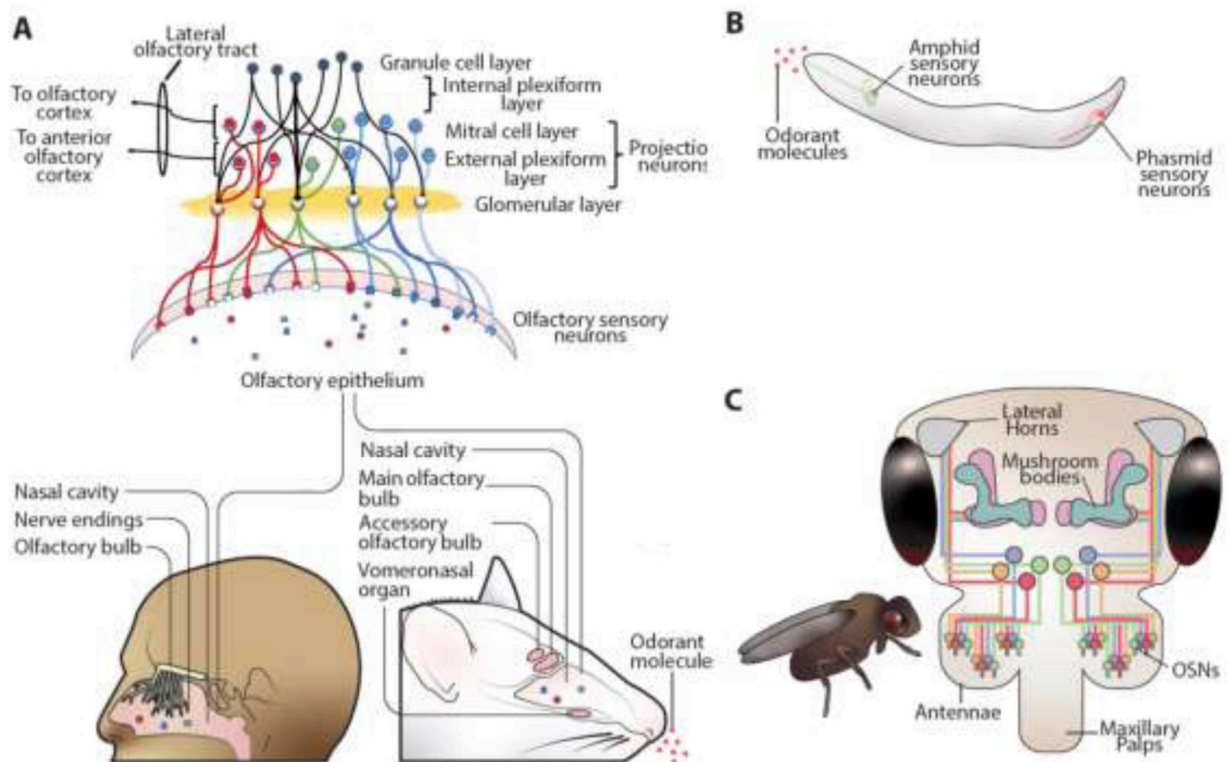 A
Lateral
olfactory tract
Granule cell layer
Internal plexiform
layer
To olfactory
cortex
Mitral cell layer
To anterior
olfactory
cortex
External plexiform
layer
Projectio
neurons
Glomerular layer
Olfactory sensory
neurons
Olfactory epithelium
Nasal cavity
Nerve endings
Olfactory bulb
Nasal cavity
Main olfactory
bulb
Accessory
olfactory bulb
Vomeronasal
organ
Odorant
molecule
B
Amphid
sensory
neurons
Odorant
molecules
Phasmid
sensory
neurons
C
Lateral
Horns
Mushroom
bodies
OSNs
Antennae
Maxillary
Palps